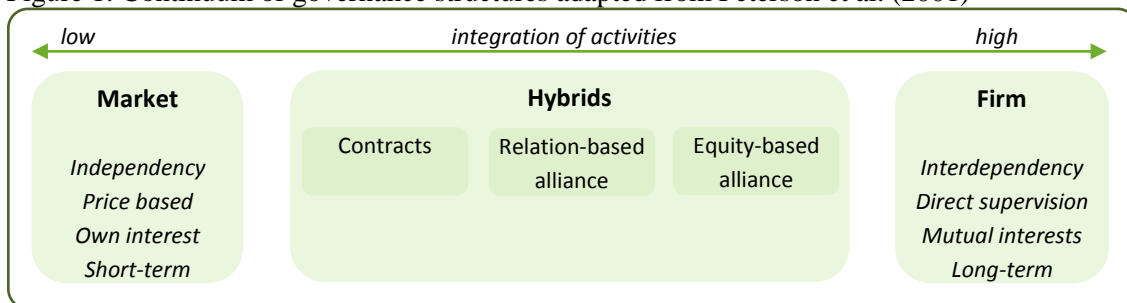 Figure 1: Continuum of governance structures adapted from Peterson et al. (2001)
low integration of activities high
Market
Independency
Price based
Own interest
Short-term
Hybrids
Contracts
Relation-based
alliance
Equity-based
alliance
Firm
Interdependency
Direct supervision
Mutual interests
Long-term